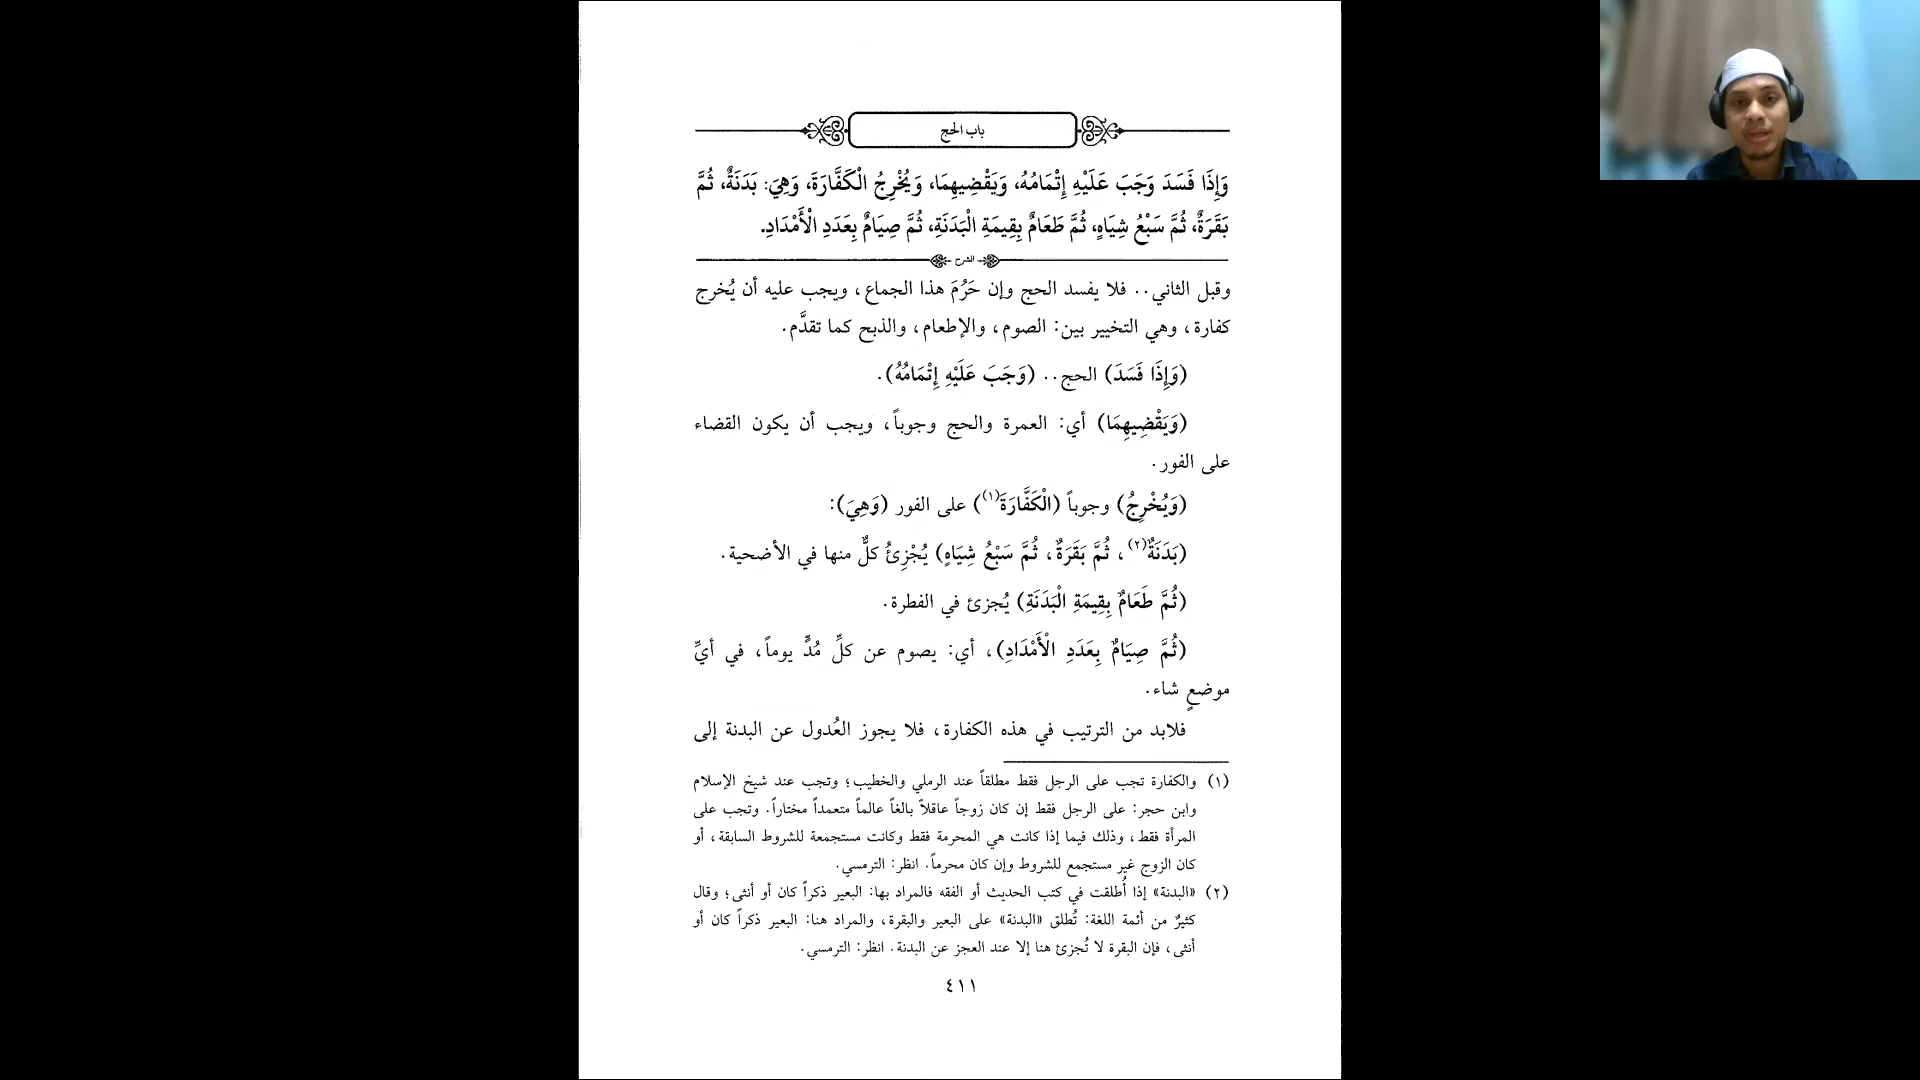 باب الحج
وَإِذَا فَسَدَ وَجَبَ عَلَيْهِ إِتْمَامُهُ، وَيَقْضِيهِمَا، وَيُخْرِجُ الْكَفَّارَةَ، وَهِيَ: بَدَنَةٌ، ثُمَّ
بَقَرَةٌ، ثُمَّ سَبْعُ شِيَاهٍ، ثُمَّ طَعَامٌ بِقِيمَةِ الْبَدَنَةِ، ثُمَّ صِيَامٌ بِعَدَدِ الْأَمْدَادِ.
الشرح
وقبل الثاني.. فلا يفسد الحج وإن حَرُمَ هذا الجماع، ويجب عليه أن يُخرج
كفارة، وهي التخيير بين: الصوم، والإطعام، والذبح كما تقدَّم.
(وَإِذَا فَسَدَ) الحج.. (وَجَبَ عَلَيْهِ إِتْمَامُهُ).
(وَيَقْضِيهِمَا) أي: العمرة والحج وجوباً، ويجب أن يكون القضاء
على الفور.
(وَيُخْرِجُ) وجوباً (الْكَفَّارَةَ(١)) على الفور (وَهِيَ):
(بَدَنَةٌ(٢)، ثُمَّ بَقَرَةٌ، ثُمَّ سَبْعُ شِيَاهٍ) يُجْزِئُ كلٌّ منها في الأضحية.
(ثُمَّ طَعَامٌ بِقِيمَةِ الْبَدَنَةِ) يُجزئ في الفطرة.
(ثُمَّ صِيَامٌ بِعَدَدِ الْأَمْدَادِ)، أي: يصوم عن كلِّ مُدٍّ يوماً، في أيِّ
موضعٍ شاء.
فلابد من الترتيب في هذه الكفارة، فلا يجوز العُدول عن البدنة إلى
(١) والكفارة تجب على الرجل فقط مطلقاً عند الرملي والخطيب؛ وتجب عند شيخ الإسلام
وابن حجر: على الرجل فقط إن كان زوجاً عاقلاً بالغاً عالماً متعمداً مختاراً. وتجب على
المرأة فقط، وذلك فيما إذا كانت هي المحرمة فقط وكانت مستجمعة للشروط السابقة، أو
كان الزوج غير مستجمع للشروط وإن كان محرماً. انظر: الترمسي.
(٢) «البدنة» إذا أُطلقت في كتب الحديث أو الفقه فالمراد بها: البعير ذكراً كان أو أنثى؛ وقال
كثيرٌ من أئمة اللغة: تُطلق «البدنة» على البعير والبقرة، والمراد هنا: البعير ذكراً كان أو
أنثى، فإن البقرة لا تُجزئ هنا إلا عند العجز عن البدنة. انظر: الترمسي.
٤١١